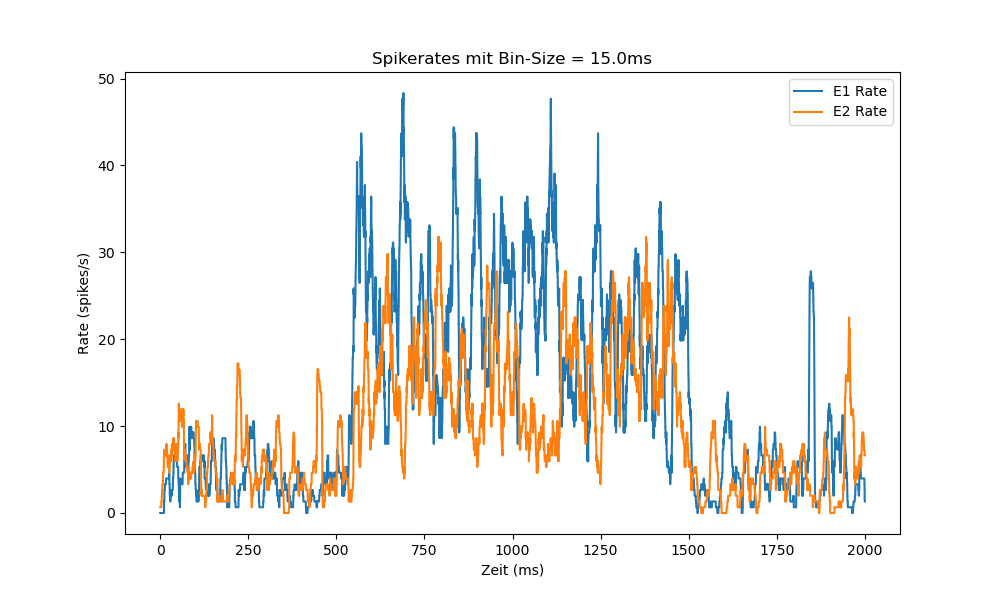 Spikerates mit Bin-Size = 15.0ms
E1 Rate
E2 Rate
50
40
30
20
10
0
Rate (spikes/s)
0 250 500 750 1000 1250 1500 1750 2000
Zeit (ms)